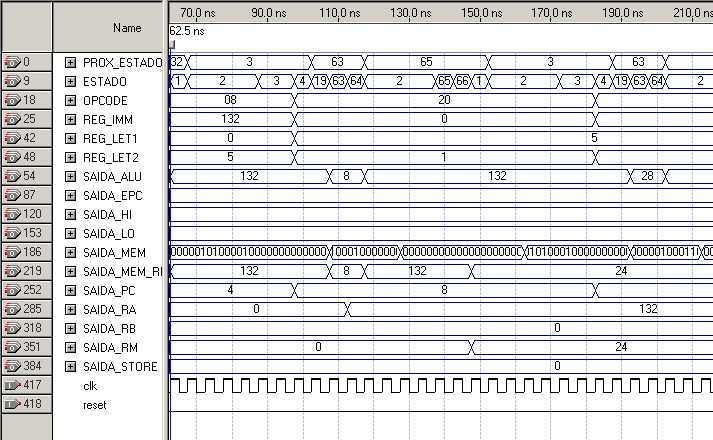 Name
70.0 ns 90.0 ns 110.0 ns 130.0 ns 150.0 ns 170.0 ns 190.0 ns 210.0
62.5 ns
0 PROX_ESTADO 32 3 63 65 3 63
9 ESTADO 1 2 3 4 19 63 64 2 65 66 1 2 3 4 19 63 64 2
18 OPCODE 08 20
25 REG_IMM 132 0
42 REG_LET1 0 5
48 REG_LET2 5 1
54 SAIDA_ALU 132 8 132 28
87 SAIDA_EPC
120 SAIDA_HI
153 SAIDA_LO
186 SAIDA_MEM
219 SAIDA_MEM_RI 132 8 132 24
252 SAIDA_PC 4 8
285 SAIDA_RA 0 132
318 SAIDA_RB 0
351 SAIDA_RM 0 24
384 SAIDA_STORE 0
417 clk
418 reset